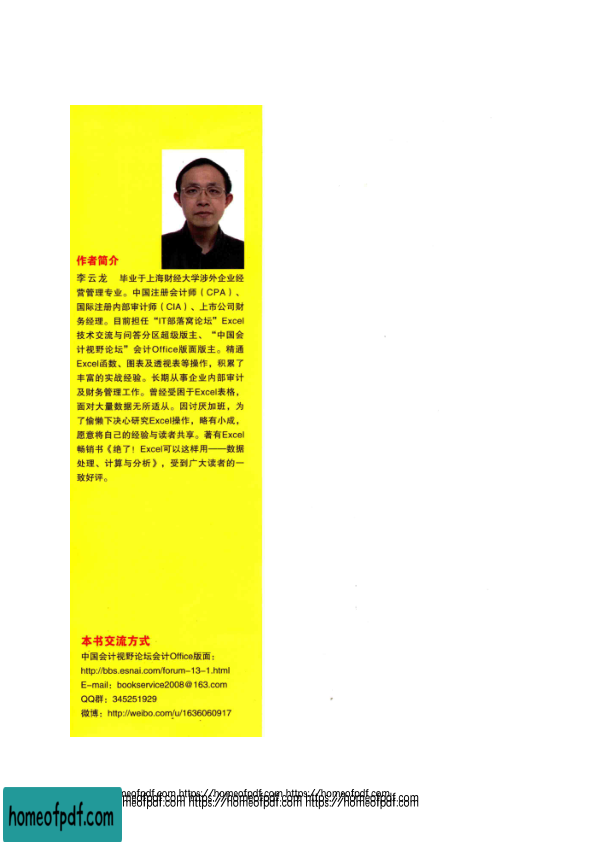 作者简介
李云龙 毕业于上海财经大学涉外企业经
营管理专业。中国注册会计师（CPA）、
国际注册内部审计师（CIA）、上市公司财
务经理。目前担任“IT部落窝论坛”Excel
技术交流与问答分区超级版主、“中国会
计视野论坛”会计Office版面版主。精通
Excel函数、图表及透视表等操作，积累了
丰富的实战经验。长期从事企业内部审计
及财务管理工作。曾经受困于Excel表格，
面对大量数据无所适从。因讨厌加班，为
了偷懒下决心研究Excel操作，略有小成，
愿意将自己的经验与读者共享。著有Excel
畅销书《绝了！Excel可以这样用——数据
处理、计算与分析》，受到广大读者的一
致好评。
本书交流方式
中国会计视野论坛会计Office版面：
http://bbs.esnai.com/forum-13-1.html
E-mail：bookservice2008@163.com
QQ群：345251929
微博：http://weibo.com/u/1636060917
homeofpdf.com https://homeofpdf.com https://homeofpdf.com
homeofpdf.com https://homeofpdf.com https://homeofpdf.com
homeofpdf.com